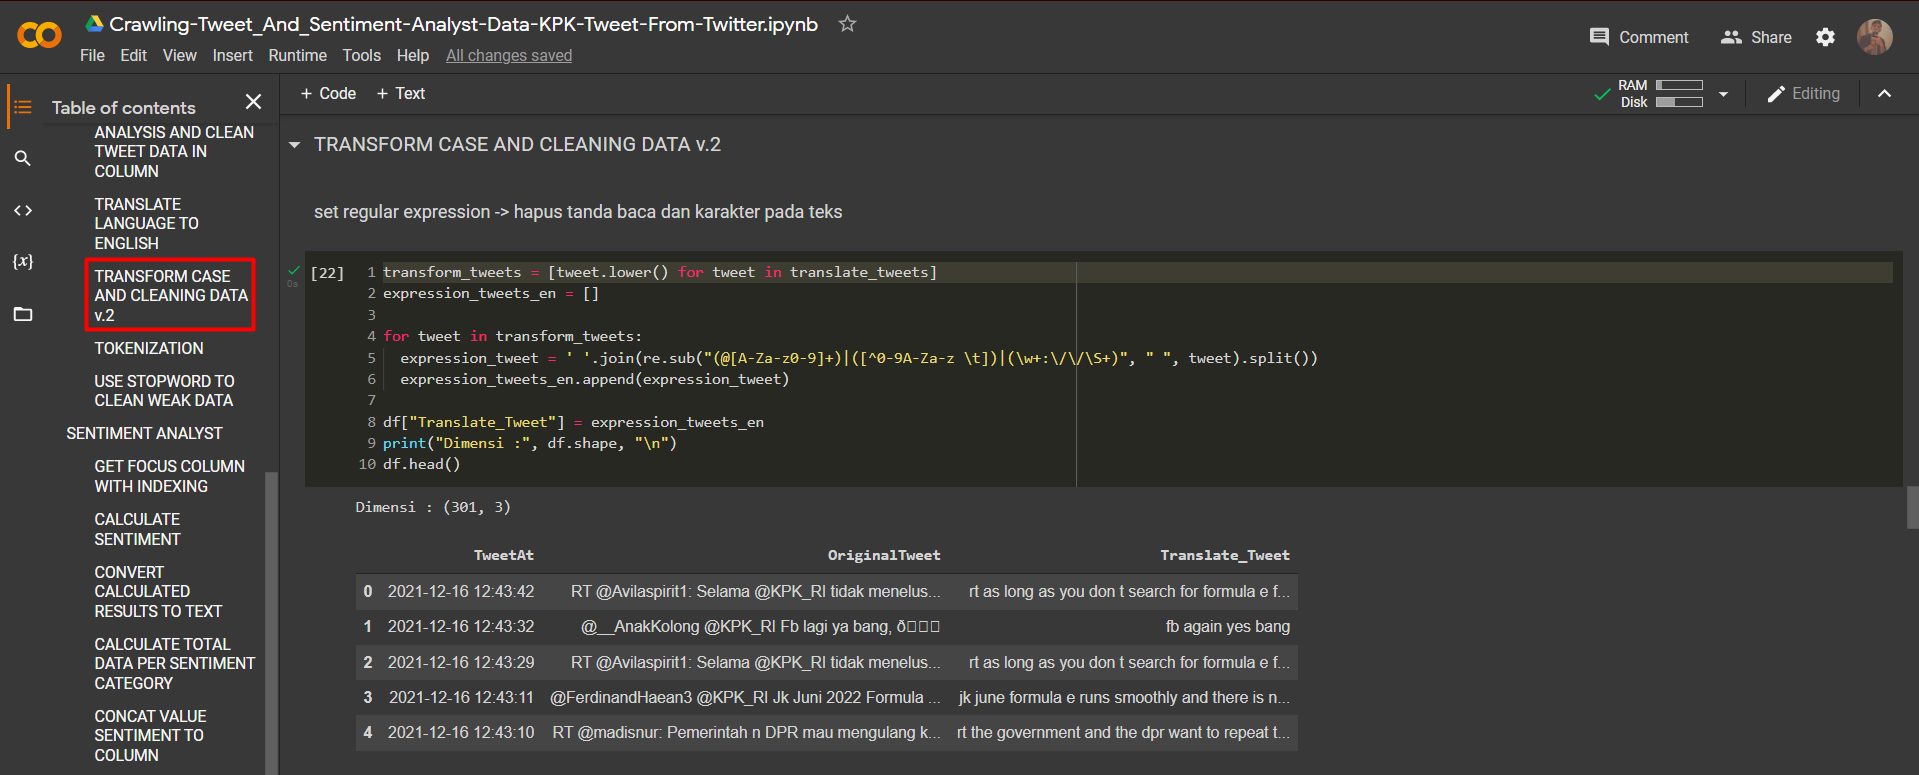 Crawling-Tweet_And_Sentiment-Analyst-Data-KPK-Tweet-From-Twitter.ipynb
File Edit View Insert Runtime Tools Help All changes saved
Comment Share
Table of contents
ANALYSIS AND CLEAN
TWEET DATA IN
COLUMN
TRANSLATE
LANGUAGE TO
ENGLISH
TRANSFORM CASE
AND CLEANING DATA
v.2
TOKENIZATION
USE STOPWORD TO
CLEAN WEAK DATA
SENTIMENT ANALYST
GET FOCUS COLUMN
WITH INDEXING
CALCULATE
SENTIMENT
CONVERT
CALCULATED
RESULTS TO TEXT
CALCULATE TOTAL
DATA PER SENTIMENT
CATEGORY
CONCAT VALUE
SENTIMENT TO
COLUMN
{x}
+ Code + Text
RAM
Disk
Editing
TRANSFORM CASE AND CLEANING DATA v.2
set regular expression -> hapus tanda baca dan karakter pada teks
0s
[22]
1 transform_tweets = [tweet.lower() for tweet in translate_tweets]
2 expression_tweets_en = []
3
4 for tweet in transform_tweets:
5 expression_tweet = ' '.join(re.sub("(@[A-Za-z0-9]+)|([^0-9A-Za-z \t])|(\w+:\/\/\S+)", " ", tweet).split())
6 expression_tweets_en.append(expression_tweet)
7
8 df["Translate_Tweet"] = expression_tweets_en
9 print("Dimensi :", df.shape, "\n")
10 df.head()
Dimensi : (301, 3)
TweetAt OriginalTweet Translate_Tweet
0 2021-12-16 12:43:42 RT @Avilaspirit1: Selama @KPK_RI tidak menelus... rt as long as you don t search for formula e f...
1 2021-12-16 12:43:32 @__AnakKolong @KPK_RI Fb lagi ya bang, ð□□□ fb again yes bang
2 2021-12-16 12:43:29 RT @Avilaspirit1: Selama @KPK_RI tidak menelus... rt as long as you don t search for formula e f...
3 2021-12-16 12:43:11 @FerdinandHaean3 @KPK_RI Jk Juni 2022 Formula ... jk june formula e runs smoothly and there is n...
4 2021-12-16 12:43:10 RT @madisnur: Pemerintah n DPR mau mengulang k... rt the government and the dpr want to repeat t...